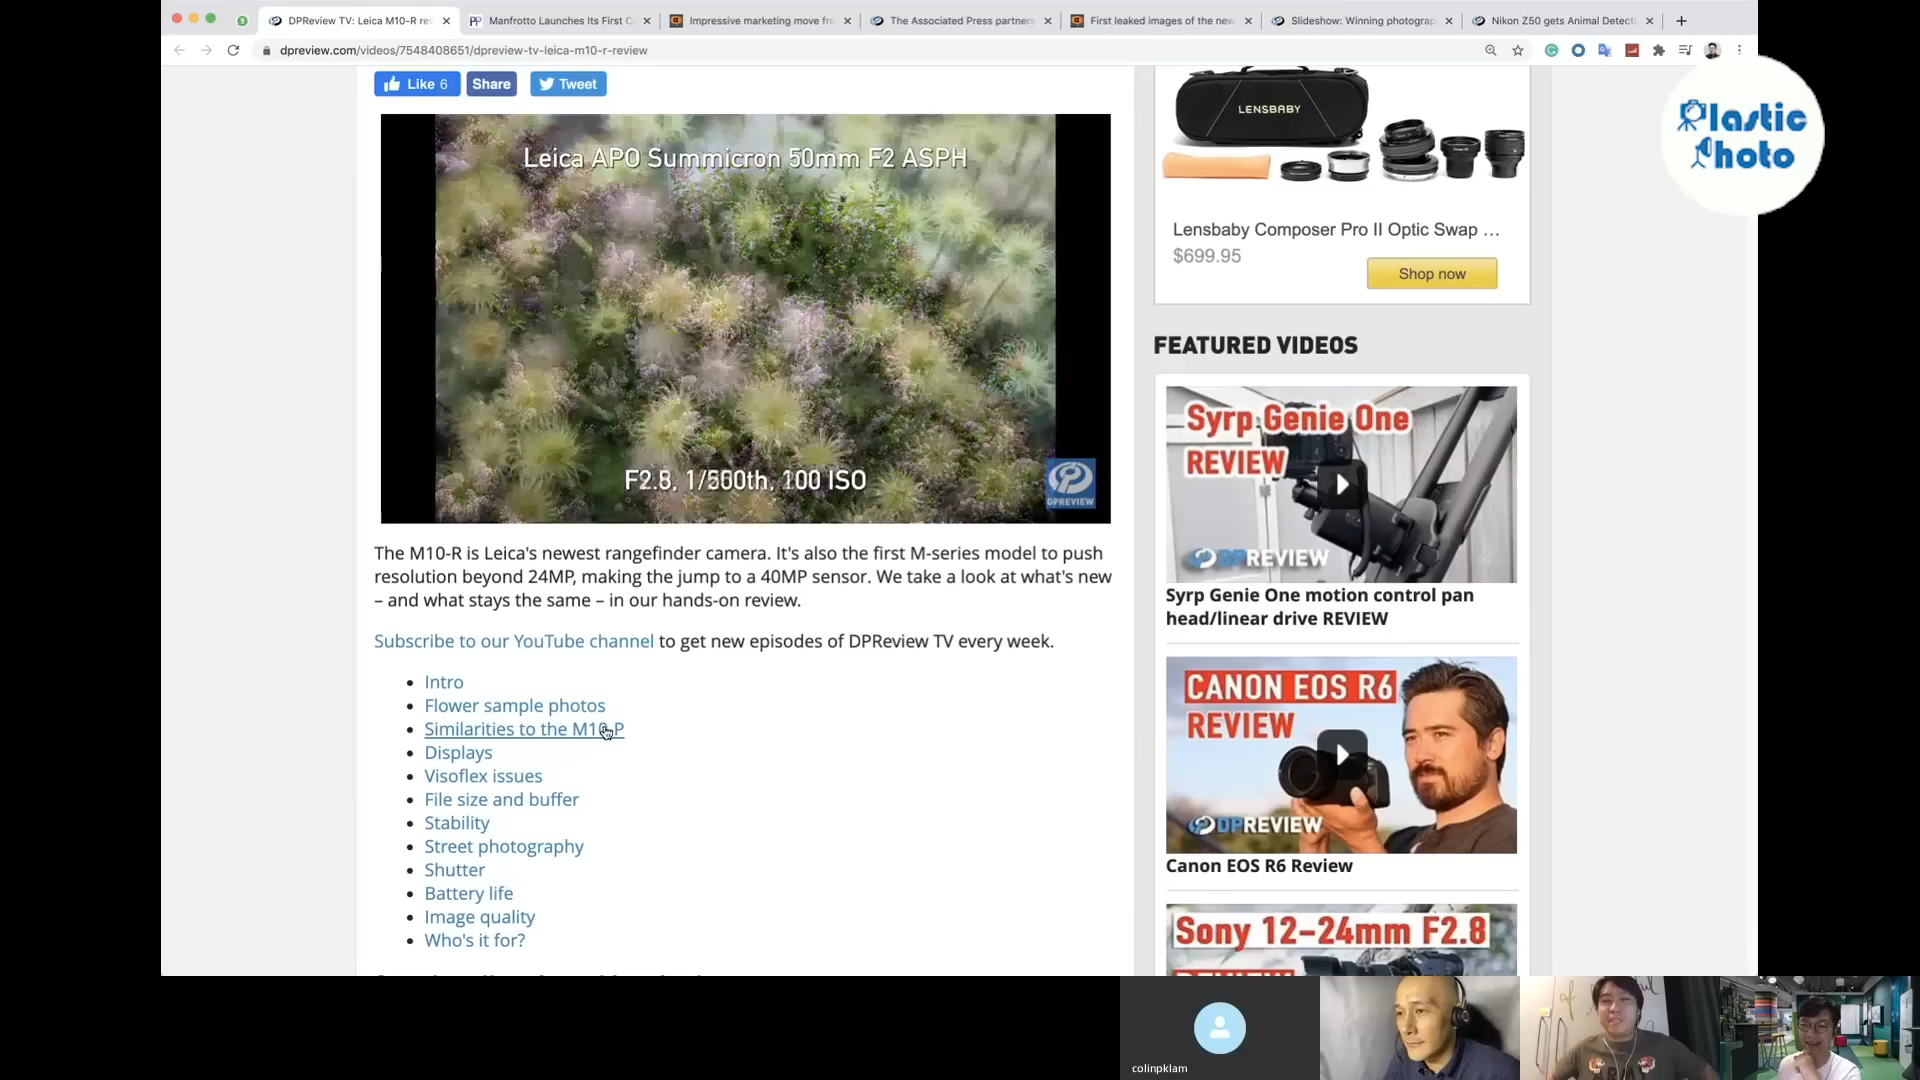 DPReview TV: Leica M10-R rev
Manfrotto Launches Its First C
Impressive marketing move fro
The Associated Press partners
First leaked images of the new
Slideshow: Winning photograp
Nikon Z50 gets Animal Detecti
dpreview.com/videos/7548408651/dpreview-tv-leica-m10-r-review
Like 6
Share
Tweet
Plastic
Photo
Leica APO Summicron 50mm F2 ASPH
100 ISO
DPREVIEW
The M10-R is Leica's newest rangefinder camera. It's also the first M-series model to push
resolution beyond 24MP, making the jump to a 40MP sensor. We take a look at what's new
– and what stays the same – in our hands-on review.
Subscribe to our YouTube channel to get new episodes of DPReview TV every week.
• Intro
• Flower sample photos
• Similarities to the M10-P
• Displays
• Visoflex issues
• File size and buffer
• Stability
• Street photography
• Shutter
• Battery life
• Image quality
• Who's it for?
LENSBABY
Lensbaby Composer Pro II Optic Swap ...
$699.95
Shop now
FEATURED VIDEOS
Syrp Genie One
REVIEW
DPREVIEW
Syrp Genie One motion control pan
head/linear drive REVIEW
CANON EOS R6
REVIEW
DPREVIEW
Canon EOS R6 Review
Sony 12-24mm F2.8
colinpklam